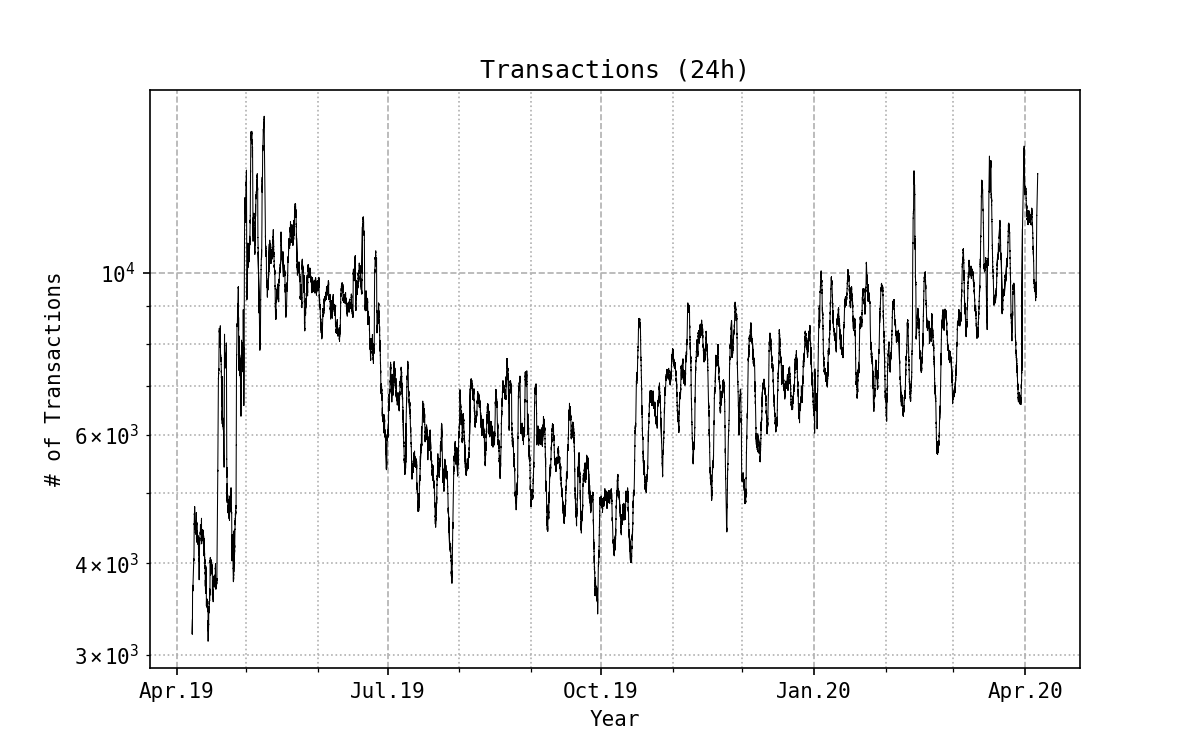 Transactions (24h)
# of Transactions
10⁴
6×10³
4×10³
3×10³
Apr.19 Jul.19 Oct.19 Jan.20 Apr.20
Year